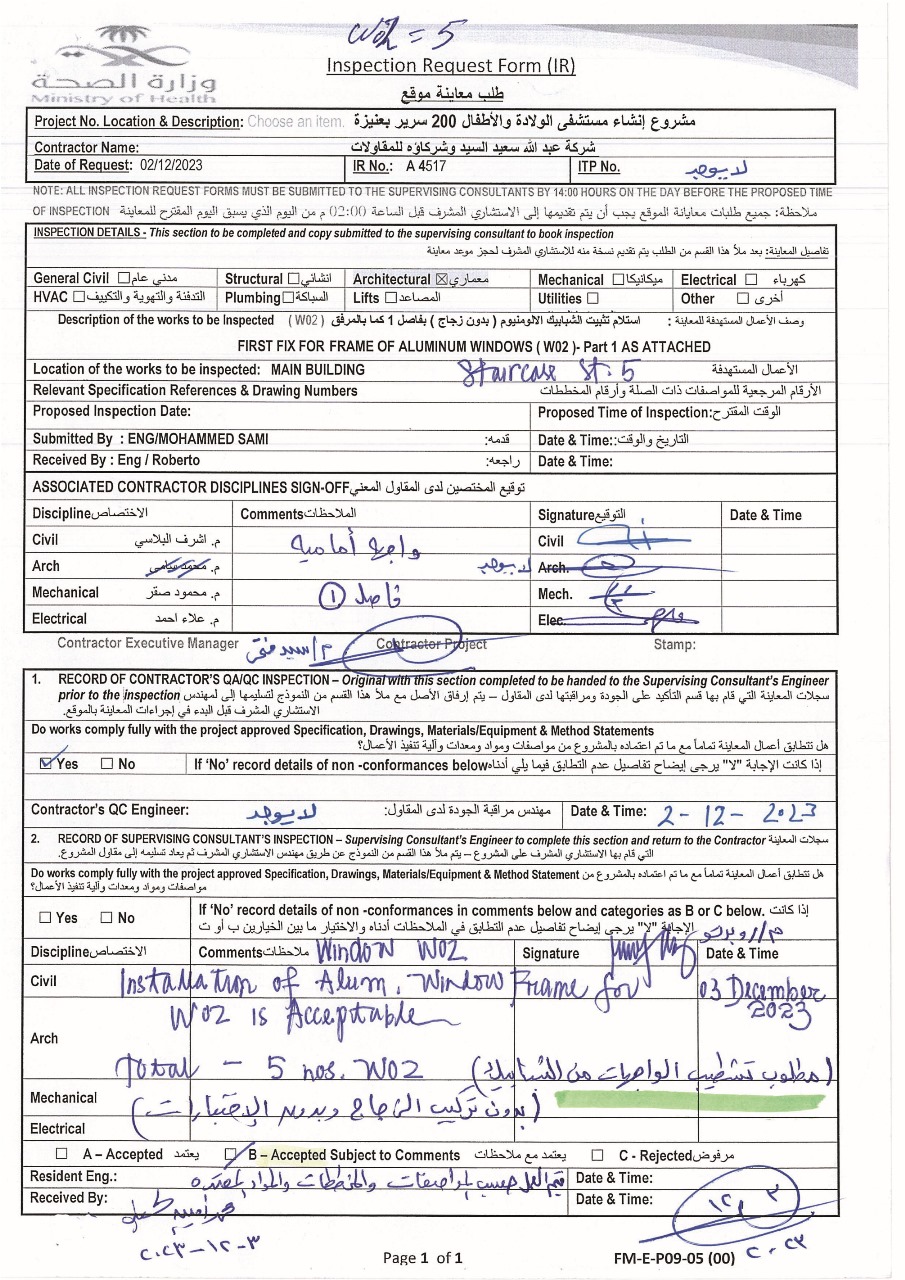 W02 = 5
Inspection Request Form (IR)
طلب معاينة موقع
وزارة الصحة
Ministry of Health
Project No. Location & Description: Choose an item. مشروع إنشاء مستشفى الولادة والأطفال 200 سرير بعنيزة
Contractor Name: شركة عبد الله سعيد السيد وشركاؤه للمقاولات
Date of Request: 02/12/2023 IR No.: A 4517 ITP No. لا يوجد
NOTE: ALL INSPECTION REQUEST FORMS MUST BE SUBMITTED TO THE SUPERVISING CONSULTANTS BY 14:00 HOURS ON THE DAY BEFORE THE PROPOSED TIME
OF INSPECTION ملاحظة: جميع طلبات معايانة الموقع يجب أن يتم تقديمها إلى الاستشاري المشرف قبل الساعة 02:00 م من اليوم الذي يسبق اليوم المقترح للمعاينة
INSPECTION DETAILS - This section to be completed and copy submitted to the supervising consultant to book inspection
تفاصيل المعاينة: بعد ملأ هذا القسم من الطلب يتم تقديم نسخة منه للاستشاري المشرف لحجز موعد معاينة
General Civil ☐ مدني عام Structural ☐ انشائي Architectural ☒ معماري Mechanical ☐ ميكانيكا Electrical ☐ كهرباء
HVAC ☐ التدفئة والتهوية والتكييف Plumbing ☐ السباكة Lifts ☐ المصاعد Utilities ☐ Other ☐ أخرى
Description of the works to be Inspected (W02) استلام تثبيت الشبابيك الالومنيوم ( بدون زجاج ) بفاصل 1 كما بالمرفق وصف الأعمال المستهدفة للمعاينة :
FIRST FIX FOR FRAME OF ALUMINUM WINDOWS ( W02 )- Part 1 AS ATTACHED
Location of the works to be inspected: MAIN BUILDING Staircase St. 5 الأعمال المستهدفة
Relevant Specification References & Drawing Numbers الأرقام المرجعية للمواصفات ذات الصلة وأرقام المخططات
Proposed Inspection Date: Proposed Time of Inspection: الوقت المقترح:
Submitted By : ENG/MOHAMMED SAMI قدمه: Date & Time:: التاريخ والوقت
Received By : Eng / Roberto راجعه: Date & Time:
ASSOCIATED CONTRACTOR DISCIPLINES SIGN-OFF توقيع المختصين لدى المقاول المعني
Discipline الاختصاص Comments الملاحظات Signature التوقيع Date & Time
Civil م. اشرف البلاسي واجهة أمامية Civil
Arch م. محمد سامي لا يوجد Arch.
Mechanical م. محمود صقر فاصل 1 Mech.
Electrical م. علاء احمد Elec.
Contractor Executive Manager Contractor Project Stamp:
1. RECORD OF CONTRACTOR'S QA/QC INSPECTION – Original with this section completed to be handed to the Supervising Consultant's Engineer
prior to the inspection سجلات المعاينة التي قام بها قسم التأكيد على الجودة ومراقبتها لدى المقاول – يتم إرفاق الأصل مع ملأ هذا القسم من النموذج لتسليمها إلى لمهندس
الاستشاري المشرف قبل البدء في إجراءات المعاينة بالموقع.
Do works comply fully with the project approved Specification, Drawings, Materials/Equipment & Method Statements
هل تتطابق أعمال المعاينة تماماً مع ما تم اعتماده بالمشروع من مواصفات ومواد ومعدات وآلية تنفيذ الأعمال؟
☑ Yes ☐ No If 'No' record details of non -conformances below إذا كانت الإجابة "لا" يرجى إيضاح تفاصيل عدم التطابق فيما يلي أدناه
Contractor's QC Engineer: لا يوجد مهندس مراقبة الجودة لدى المقاول: Date & Time: 2-12-2023
2. RECORD OF SUPERVISING CONSULTANT'S INSPECTION – Supervising Consultant's Engineer to complete this section and return to the Contractor سجلات المعاينة
التي قام بها الاستشاري المشرف على المشروع – يتم ملأ هذا القسم من النموذج عن طريق مهندس الاستشاري المشرف ثم يعاد تسليمه إلى مقاول المشروع.
Do works comply fully with the project approved Specification, Drawings, Materials/Equipment & Method Statement هل تتطابق أعمال المعاينة تماماً مع ما تم اعتماده بالمشروع من
مواصفات ومواد ومعدات وآلية تنفيذ الأعمال؟
☐ Yes ☐ No If 'No' record details of non -conformances in comments below and categories as B or C below. إذا كانت
الإجابة "لا" يرجى إيضاح تفاصيل عدم التطابق في الملاحظات أدناه والاختيار ما بين الخيارين ب أو ت
م/ روبرتو
Discipline الاختصاص Comments ملاحظات Window W02 Signature Date & Time
Civil Installation of Alum. Window Frame for 03 December 2023
Arch W02 is Acceptable
Total - 5 nos. W02 (مطلوب تشطيب الواجهات من الشبابيك)
Mechanical (بدون تركيب الزجاج وبدون الإختبارات)
Electrical
☐ A – Accepted يعتمد ☑ B – Accepted Subject to Comments يعتمد مع ملاحظات ☐ C - Rejected مرفوض
Resident Eng.: حسب المواصفات والمخططات والمواد المعتمدة Date & Time:
Received By: Date & Time: ١٢ ٣
٢٠٢٣-١٢-٣ ٢٠٢٣
Page 1 of 1 FM-E-P09-05 (00)